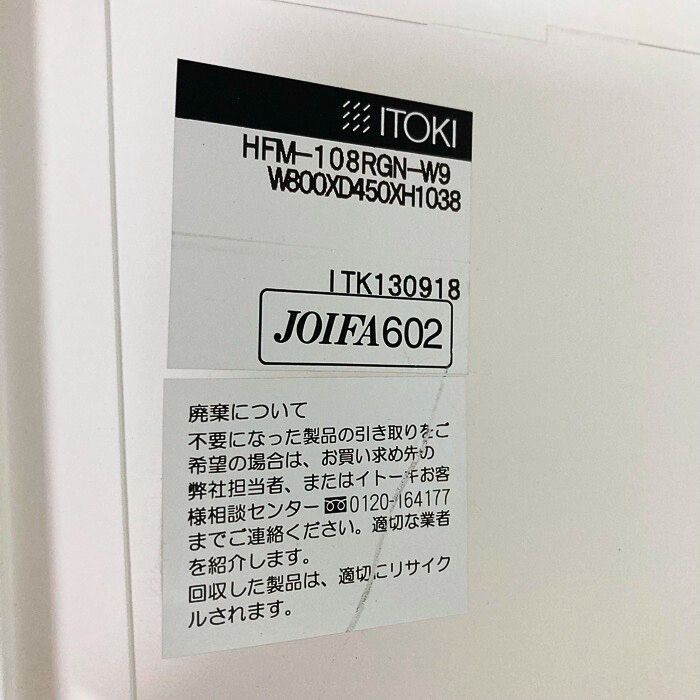 ITOKI
HFM-108RGN-W9
W800XD450XH1038
ITK130918
JOIFA602
廃棄について
不要になった製品の引き取りをご
希望の場合は、お買い求め先の
弊社担当者、またはイトーキお客
様相談センター0120-164177
までご連絡ください。適切な業者
を紹介します。
回収した製品は、適切にリサイク
ルされます。